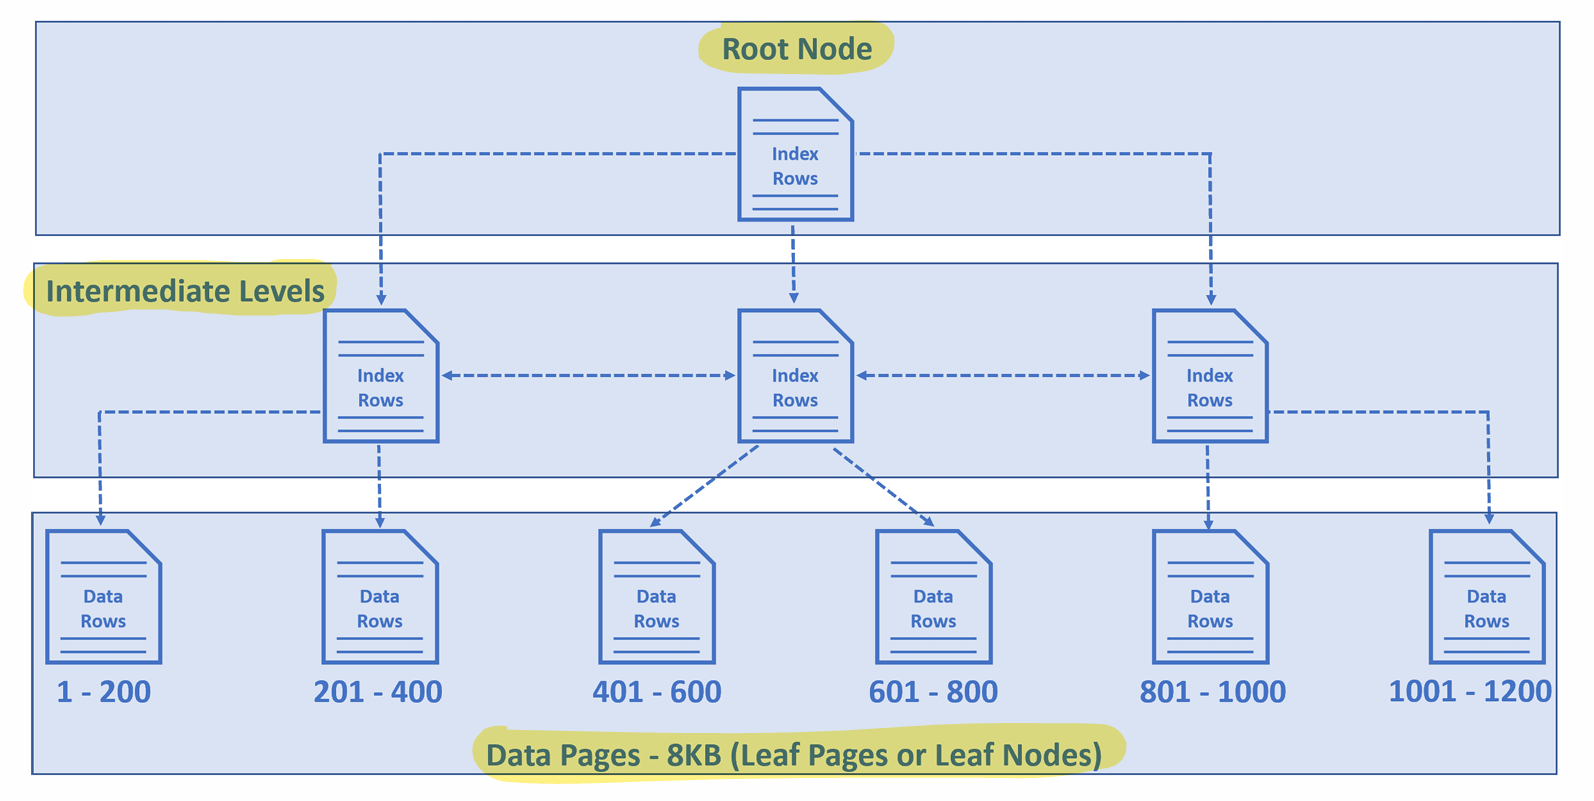 Root Node
Index
Rows
Intermediate Levels
Index
Rows
Index
Rows
Index
Rows
Data
Rows
Data
Rows
Data
Rows
Data
Rows
Data
Rows
Data
Rows
1 - 200
201 - 400
401 - 600
601 - 800
801 - 1000
1001 - 1200
Data Pages - 8KB (Leaf Pages or Leaf Nodes)